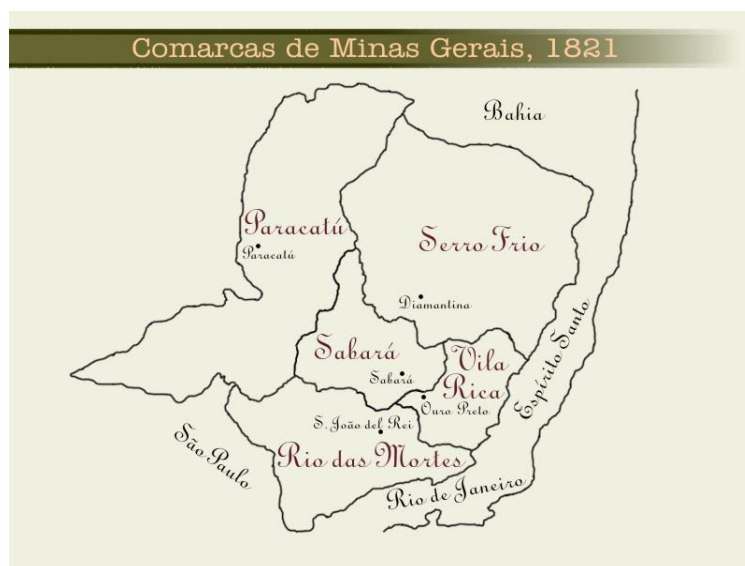 Comarcas de Minas Gerais, 1821
Bahia
Paracatú
Paracatú
Serro Frio
Diamantina
Espírito Santo
Sabará
Sabará
Vila
Rica
Ouro Preto
S. João del Rei
São Paulo
Rio das Mortes
Rio de Janeiro